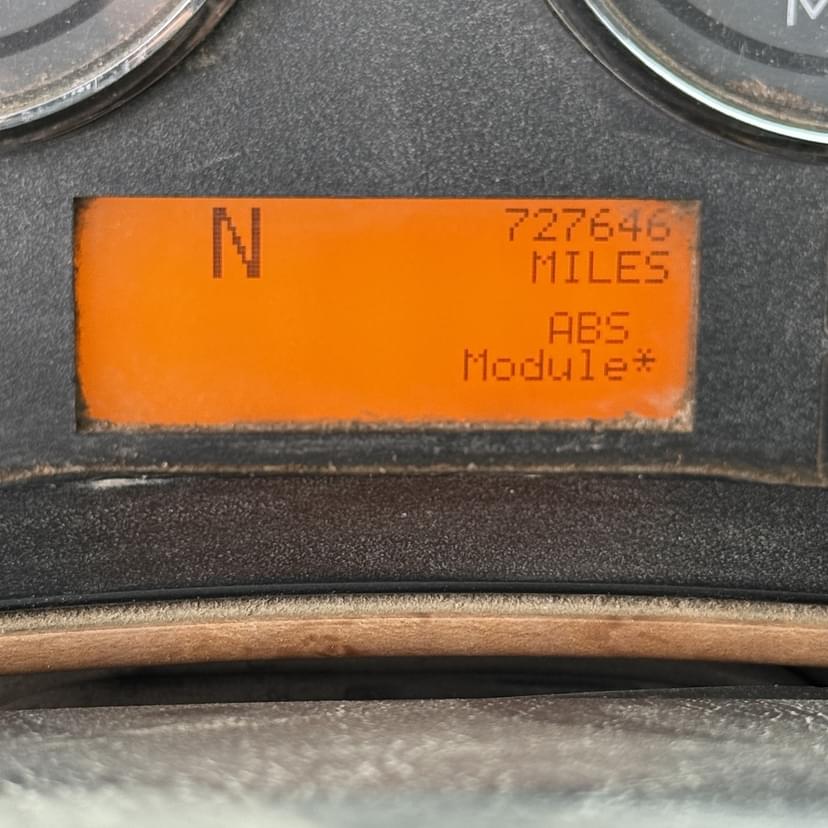 N
727646
MILES
ABS
Module*